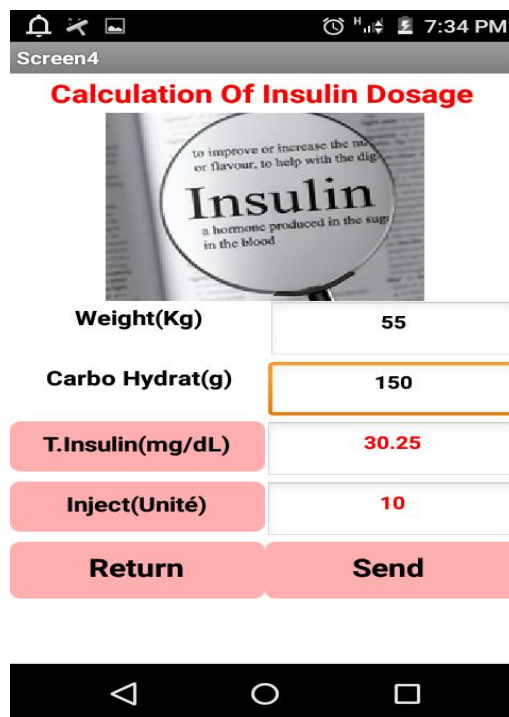 7:34 PM
Screen4
Calculation Of Insulin Dosage
to improve or increase the
or flavour, to help with the dig
Insulin
a hormone produced in the sug
in the blood
Weight(Kg) 55
Carbo Hydrat(g) 150
T.Insulin(mg/dL) 30.25
Inject(Unité) 10
Return Send